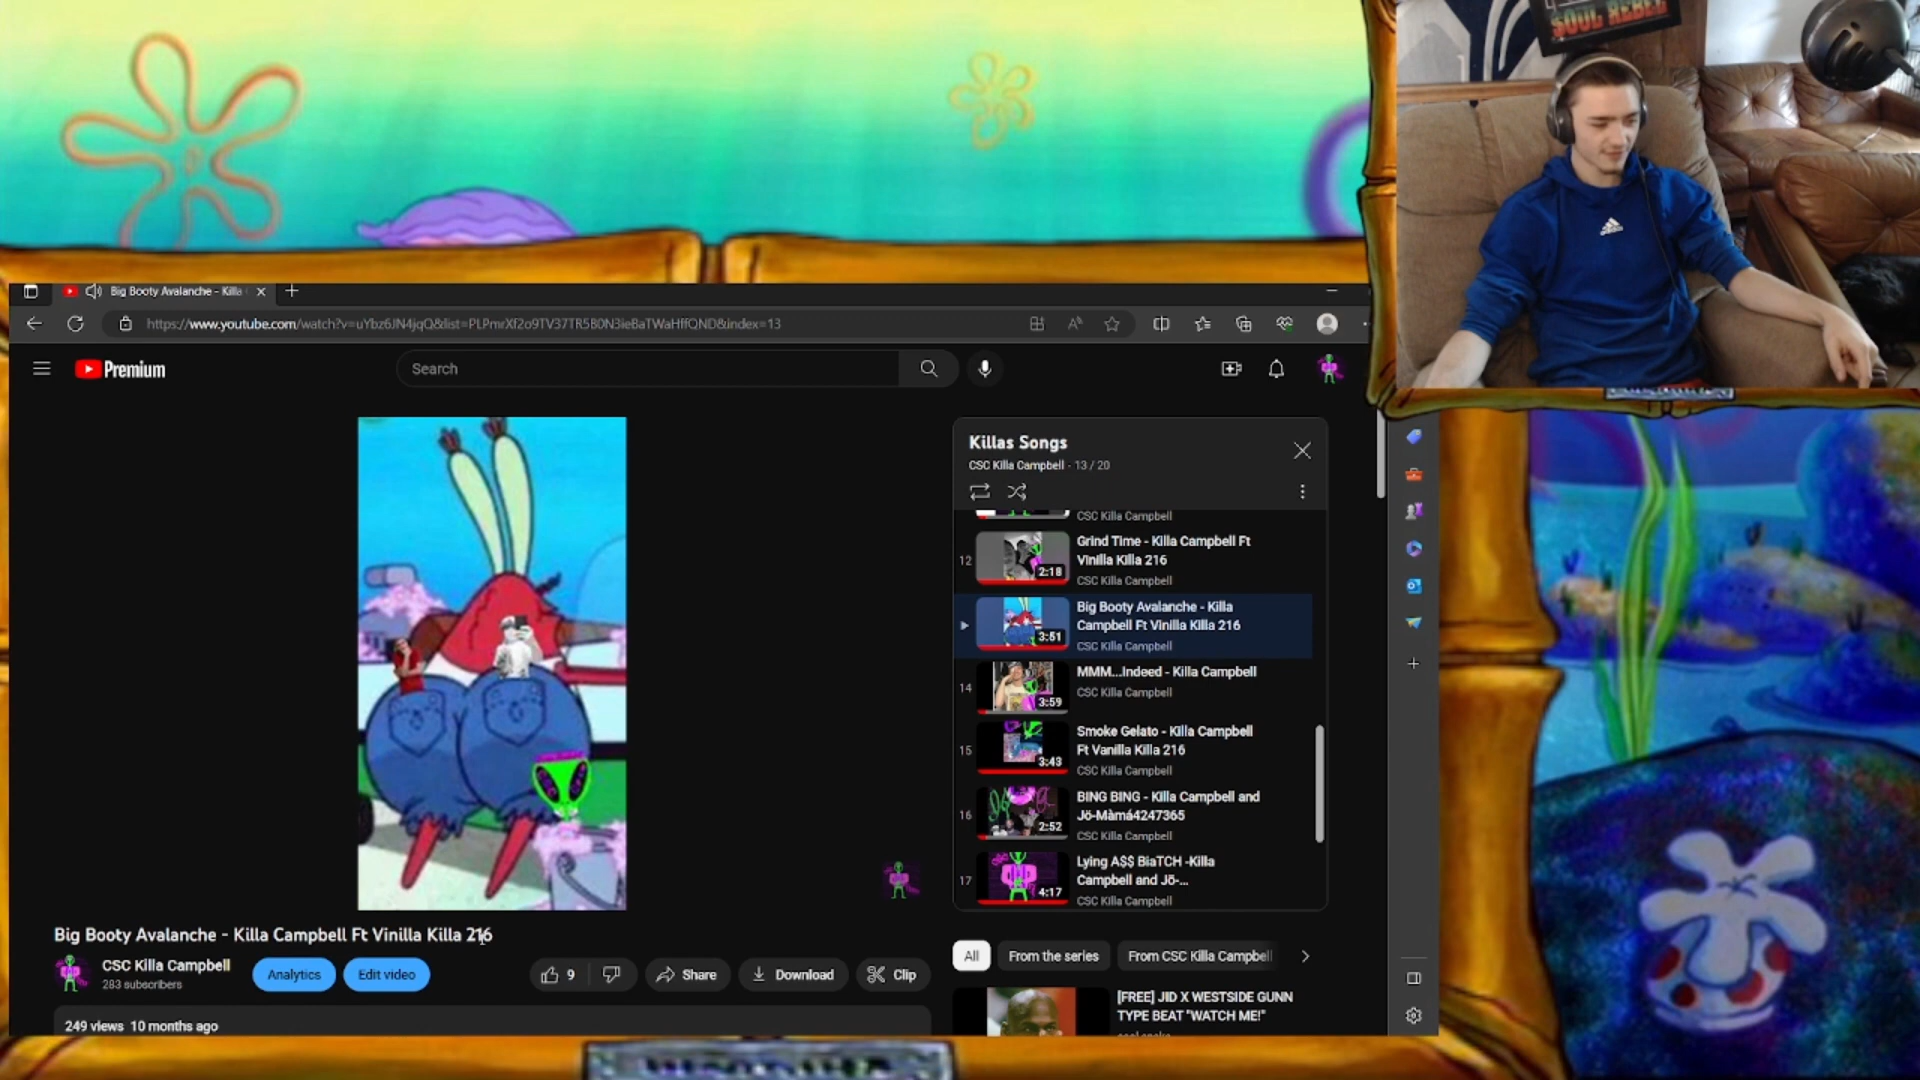 $OUL REBEL
Big Booty Avalanche - Killa
https://www.youtube.com/watch?v=uYbz6JN4jqQ&list=PLPmrXf2o9TV37TR5B0N3ieBaTWaHffQND&index=13
Premium
Search
Killas Songs
CSC Killa Campbell - 13 / 20
CSC Killa Campbell
12
2:18
Grind Time - Killa Campbell Ft
Vinilla Killa 216
CSC Killa Campbell
3:51
Big Booty Avalanche - Killa
Campbell Ft Vinilla Killa 216
CSC Killa Campbell
14
3:59
MMM...Indeed - Killa Campbell
CSC Killa Campbell
15
3:43
Smoke Gelato - Killa Campbell
Ft Vanilla Killa 216
CSC Killa Campbell
16
2:52
BING BING - Killa Campbell and
Jö-Màmá4247365
CSC Killa Campbell
17
4:17
Lying A$$ BiaTCH -Killa
Campbell and Jö-...
CSC Killa Campbell
Big Booty Avalanche - Killa Campbell Ft Vinilla Killa 216
CSC Killa Campbell
283 subscribers
Analytics
Edit video
9
Share
Download
Clip
249 views 10 months ago
All
From the series
From CSC Killa Campbell
[FREE] JID X WESTSIDE GUNN
TYPE BEAT "WATCH ME!"